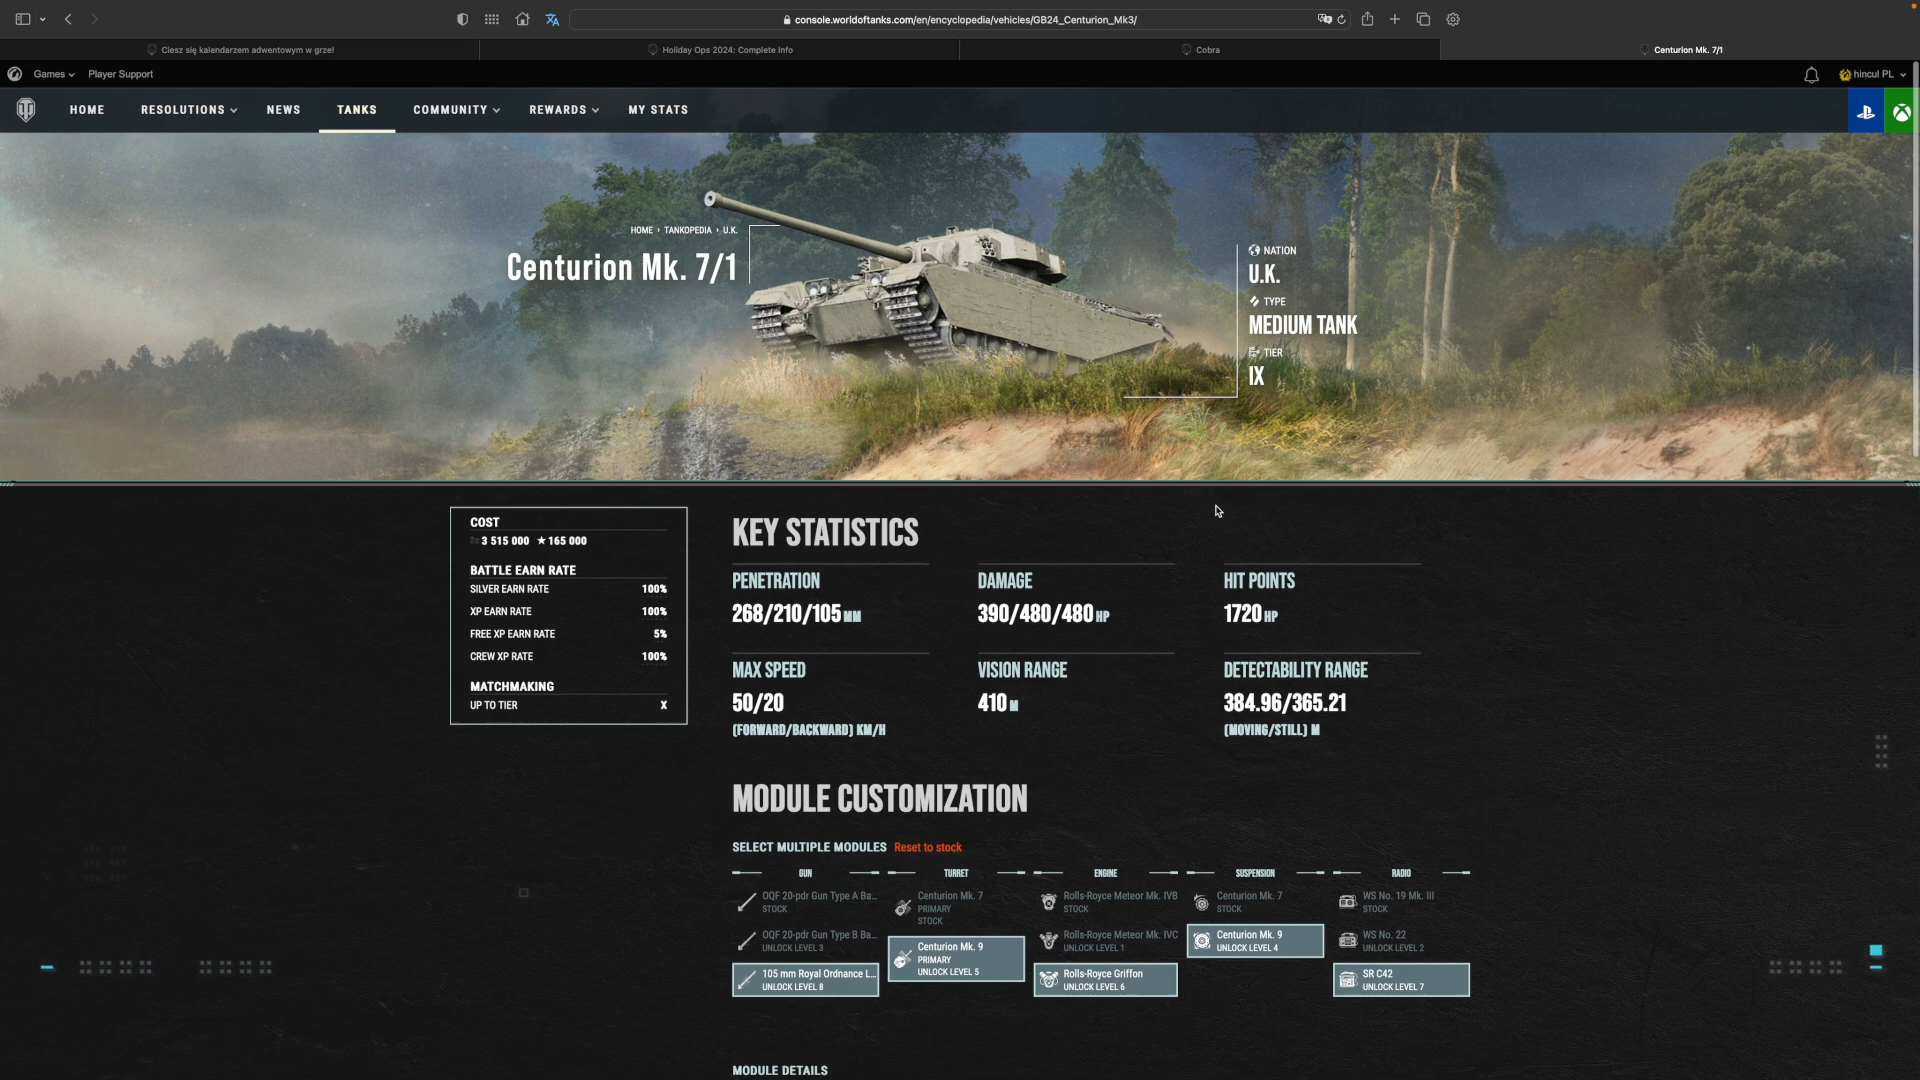 console.worldoftanks.com/en/encyclopedia/vehicles/GB24_Centurion_Mk3/
Ciesz się kalendarzem adwentowym w grze!
Holiday Ops 2024: Complete Info
Cobra
Centurion Mk. 7/1
Games
Player Support
hincul PL
HOME
RESOLUTIONS
NEWS
TANKS
COMMUNITY
REWARDS
MY STATS
HOME › TANKOPEDIA › U.K.
Centurion Mk. 7/1
NATION
U.K.
TYPE
MEDIUM TANK
TIER
IX
COST
3 515 000 ★ 165 000
BATTLE EARN RATE
SILVER EARN RATE 100%
XP EARN RATE 100%
FREE XP EARN RATE 5%
CREW XP RATE 100%
MATCHMAKING
UP TO TIER X
KEY STATISTICS
PENETRATION
268/210/105 MM
DAMAGE
390/480/480 HP
HIT POINTS
1720 HP
MAX SPEED
50/20
(FORWARD/BACKWARD) KM/H
VISION RANGE
410 M
DETECTABILITY RANGE
384.96/365.21
(MOVING/STILL) M
MODULE CUSTOMIZATION
SELECT MULTIPLE MODULES Reset to stock
GUN
OQF 20-pdr Gun Type A Ba...
STOCK
OQF 20-pdr Gun Type B Ba...
UNLOCK LEVEL 3
105 mm Royal Ordnance L...
UNLOCK LEVEL 8
TURRET
Centurion Mk. 7
PRIMARY
STOCK
Centurion Mk. 9
PRIMARY
UNLOCK LEVEL 5
ENGINE
Rolls-Royce Meteor Mk. IVB
STOCK
Rolls-Royce Meteor Mk. IVC
UNLOCK LEVEL 1
Rolls-Royce Griffon
UNLOCK LEVEL 6
SUSPENSION
Centurion Mk. 7
STOCK
Centurion Mk. 9
UNLOCK LEVEL 4
RADIO
WS No. 19 Mk. III
STOCK
WS No. 22
UNLOCK LEVEL 2
SR C42
UNLOCK LEVEL 7
MODULE DETAILS